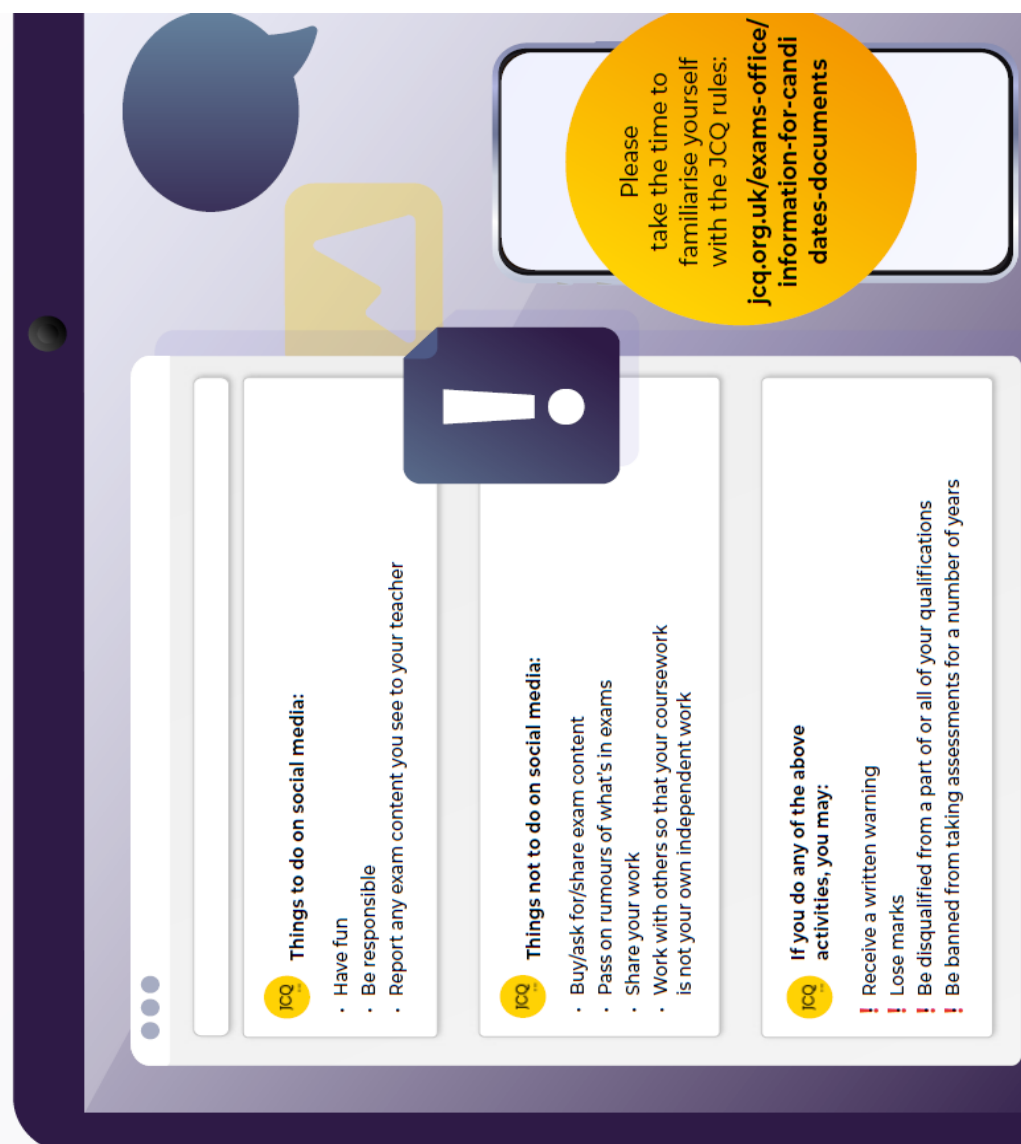 JCQ
Things to do on social media:
• Have fun
• Be responsible
• Report any exam content you see to your teacher
JCQ
Things not to do on social media:
• Buy/ask for/share exam content
• Pass on rumours of what's in exams
• Share your work
• Work with others so that your coursework
is not your own independent work
JCQ
If you do any of the above
activities, you may:
! Receive a written warning
! Lose marks
! Be disqualified from a part of or all of your qualifications
! Be banned from taking assessments for a number of years
!
Please
take the time to
familiarise yourself
with the JCQ rules:
jcq.org.uk/exams-office/
information-for-candi
dates-documents